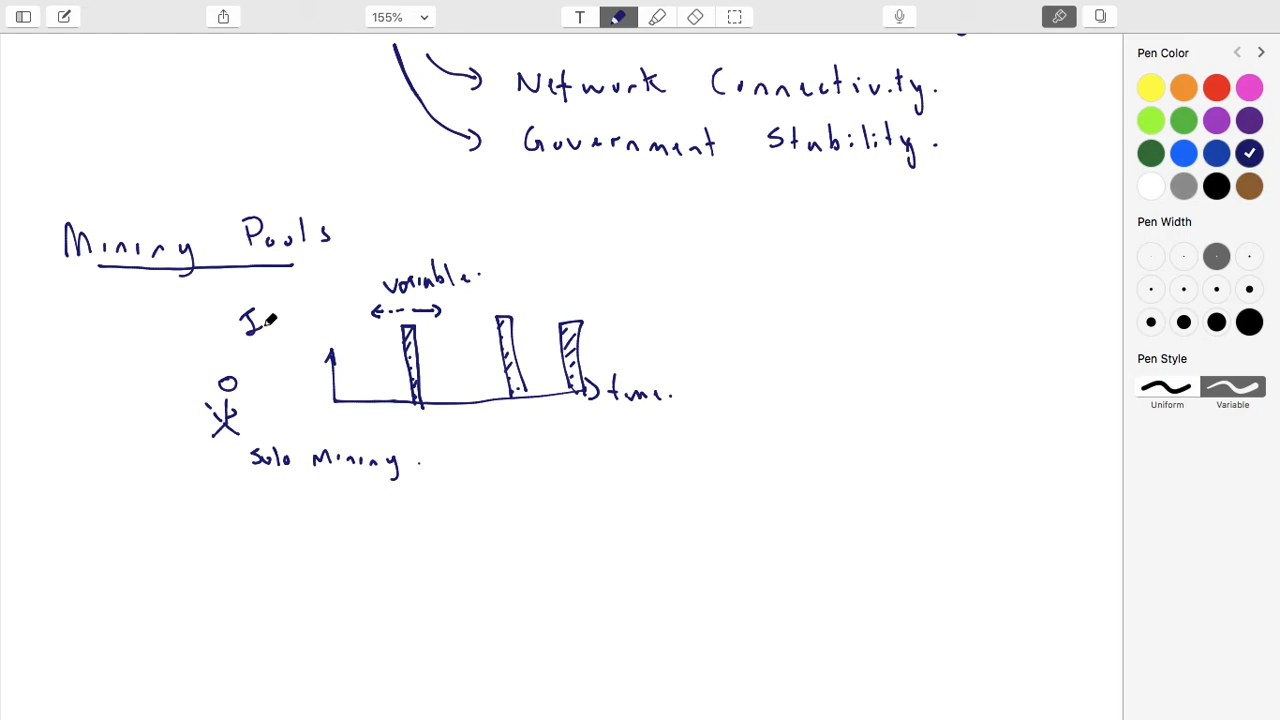 155%
T
Network Connectivity.
Government Stability.
Mining Pools
variable.
I
time.
Solo Mining.
Pen Color
Pen Width
Pen Style
Uniform
Variable